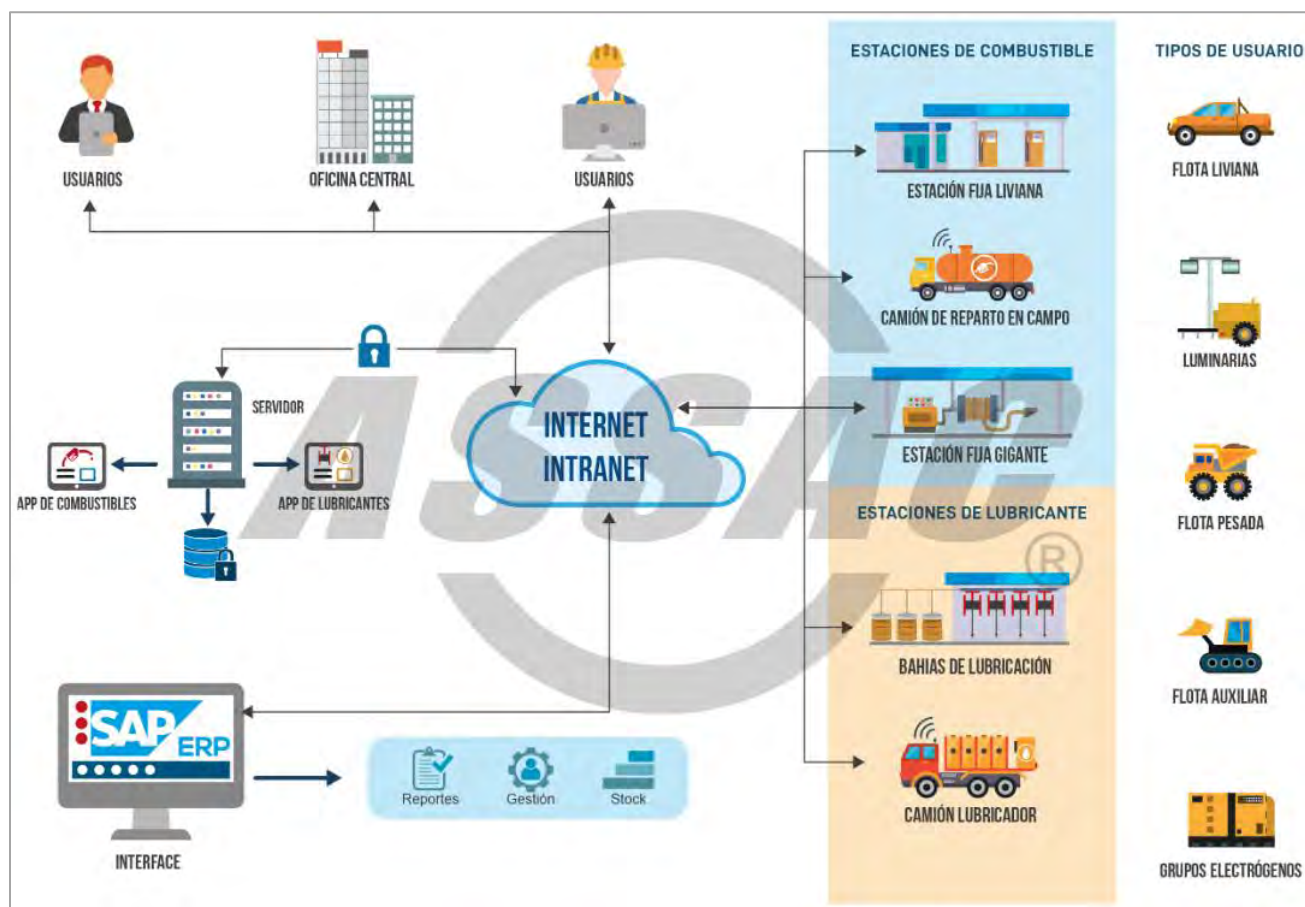 ESTACIONES DE COMBUSTIBLE
TIPOS DE USUARIO
USUARIOS
OFICINA CENTRAL
USUARIOS
ESTACIÓN FIJA LIVIANA
FLOTA LIVIANA
CAMIÓN DE REPARTO EN CAMPO
LUMINARIAS
SERVIDOR
INTERNET
INTRANET
ESTACIÓN FIJA GIGANTE
APP DE COMBUSTIBLES
APP DE LUBRICANTES
ASSAC
®
ESTACIONES DE LUBRICANTE
FLOTA PESADA
BAHIAS DE LUBRICACIÓN
FLOTA AUXILIAR
SAP
ERP
Reportes
Gestión
Stock
CAMIÓN LUBRICADOR
INTERFACE
GRUPOS ELECTRÓGENOS